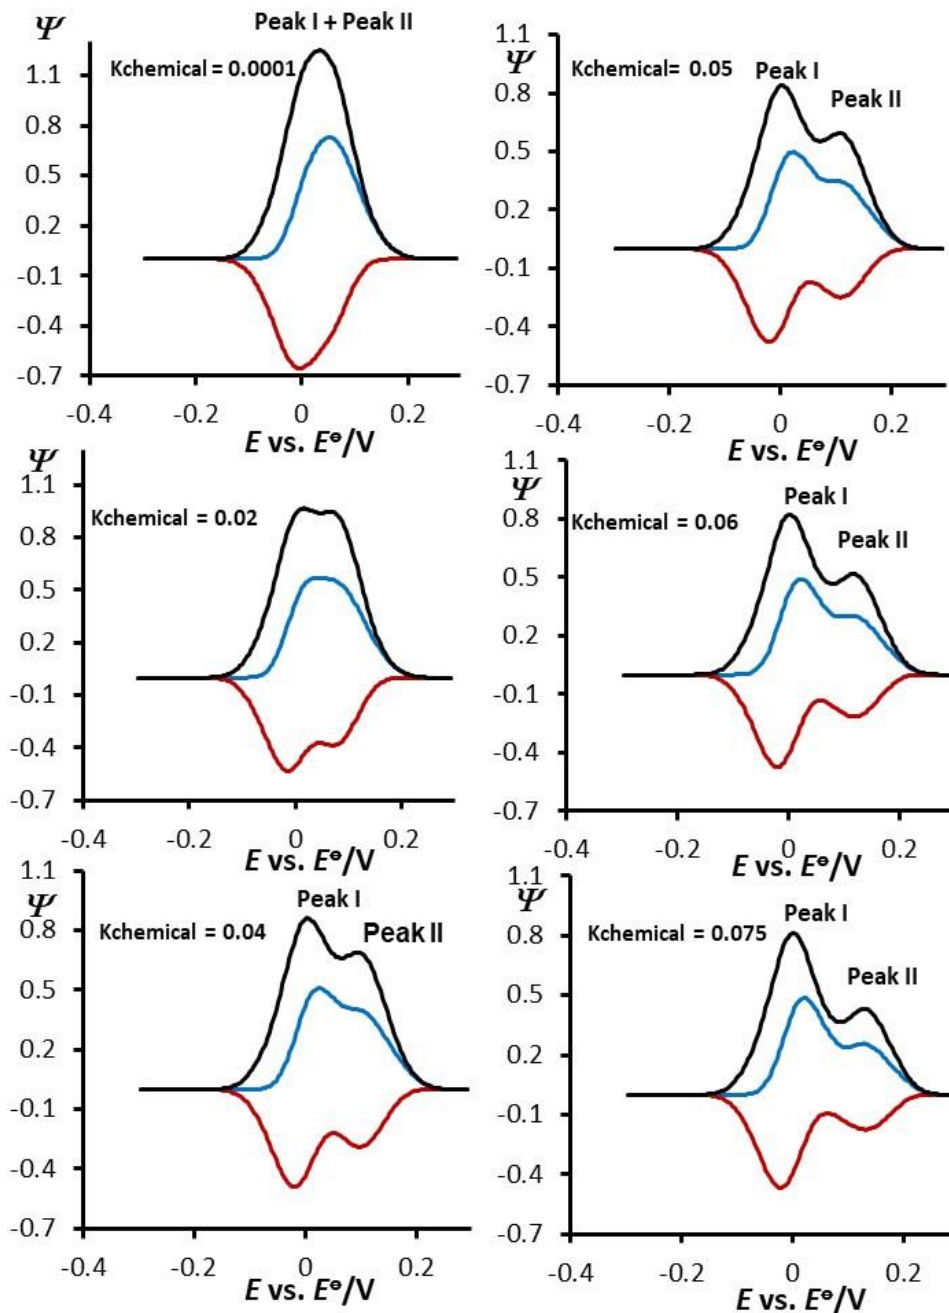 Ψ
Peak I + Peak II
Kchemical = 0.0001
1.1
0.8
0.5
0.2
-0.1
-0.4
-0.7
-0.4 -0.2 0 0.2
E vs. E⊖/V
Ψ
Kchemical= 0.05
Peak I
Peak II
1.1
0.8
0.5
0.2
-0.1
-0.4
-0.7
-0.4 -0.2 0 0.2
E vs. E⊖/V
Ψ
Kchemical = 0.02
1.1
0.8
0.5
0.2
-0.1
-0.4
-0.7
-0.4 -0.2 0 0.2
E vs. E⊖/V
Ψ
Kchemical = 0.06
Peak I
Peak II
1.1
0.8
0.5
0.2
-0.1
-0.4
-0.7
-0.4 -0.2 0 0.2
E vs. E⊖/V
Ψ
Kchemical = 0.04
Peak I
Peak II
1.1
0.8
0.5
0.2
-0.1
-0.4
-0.7
-0.4 -0.2 0 0.2
E vs. E⊖/V
Ψ
Kchemical = 0.075
Peak I
Peak II
1.1
0.8
0.5
0.2
-0.1
-0.4
-0.7
-0.4 -0.2 0 0.2
E vs. E⊖/V